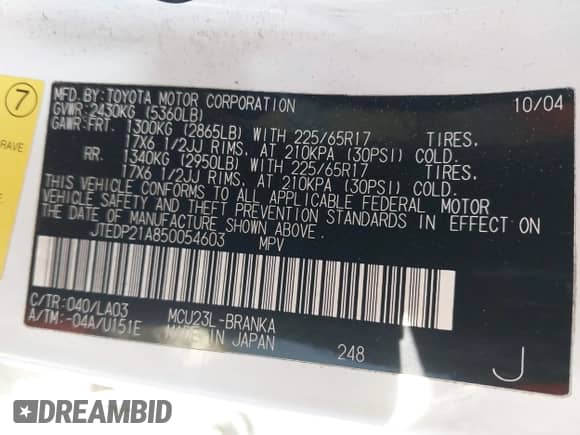 7
RAVE
MFD.BY:TOYOTA MOTOR CORPORATION 10/04
GVWR:2430KG (5360LB)
GAWR:FRT. 1300KG (2865LB) WITH 225/65R17 TIRES,
17X6 1/2JJ RIMS, AT 210KPA (30PSI) COLD.
RR. 1340KG (2950LB) WITH 225/65R17 TIRES,
17X6 1/2JJ RIMS, AT 210KPA (30PSI) COLD.
THIS VEHICLE CONFORMS TO ALL APPLICABLE FEDERAL MOTOR
VEHICLE SAFETY AND THEFT PREVENTION STANDARDS IN EFFECT ON
THE DATE OF MANUFACTURE SHOWN ABOVE.
JTEDP21A850054603 MPV
C/TR:040/LA03 MCU23L-BRANKA
A/TM:-04A/U151E MADE IN JAPAN 248 J
DREAMBID